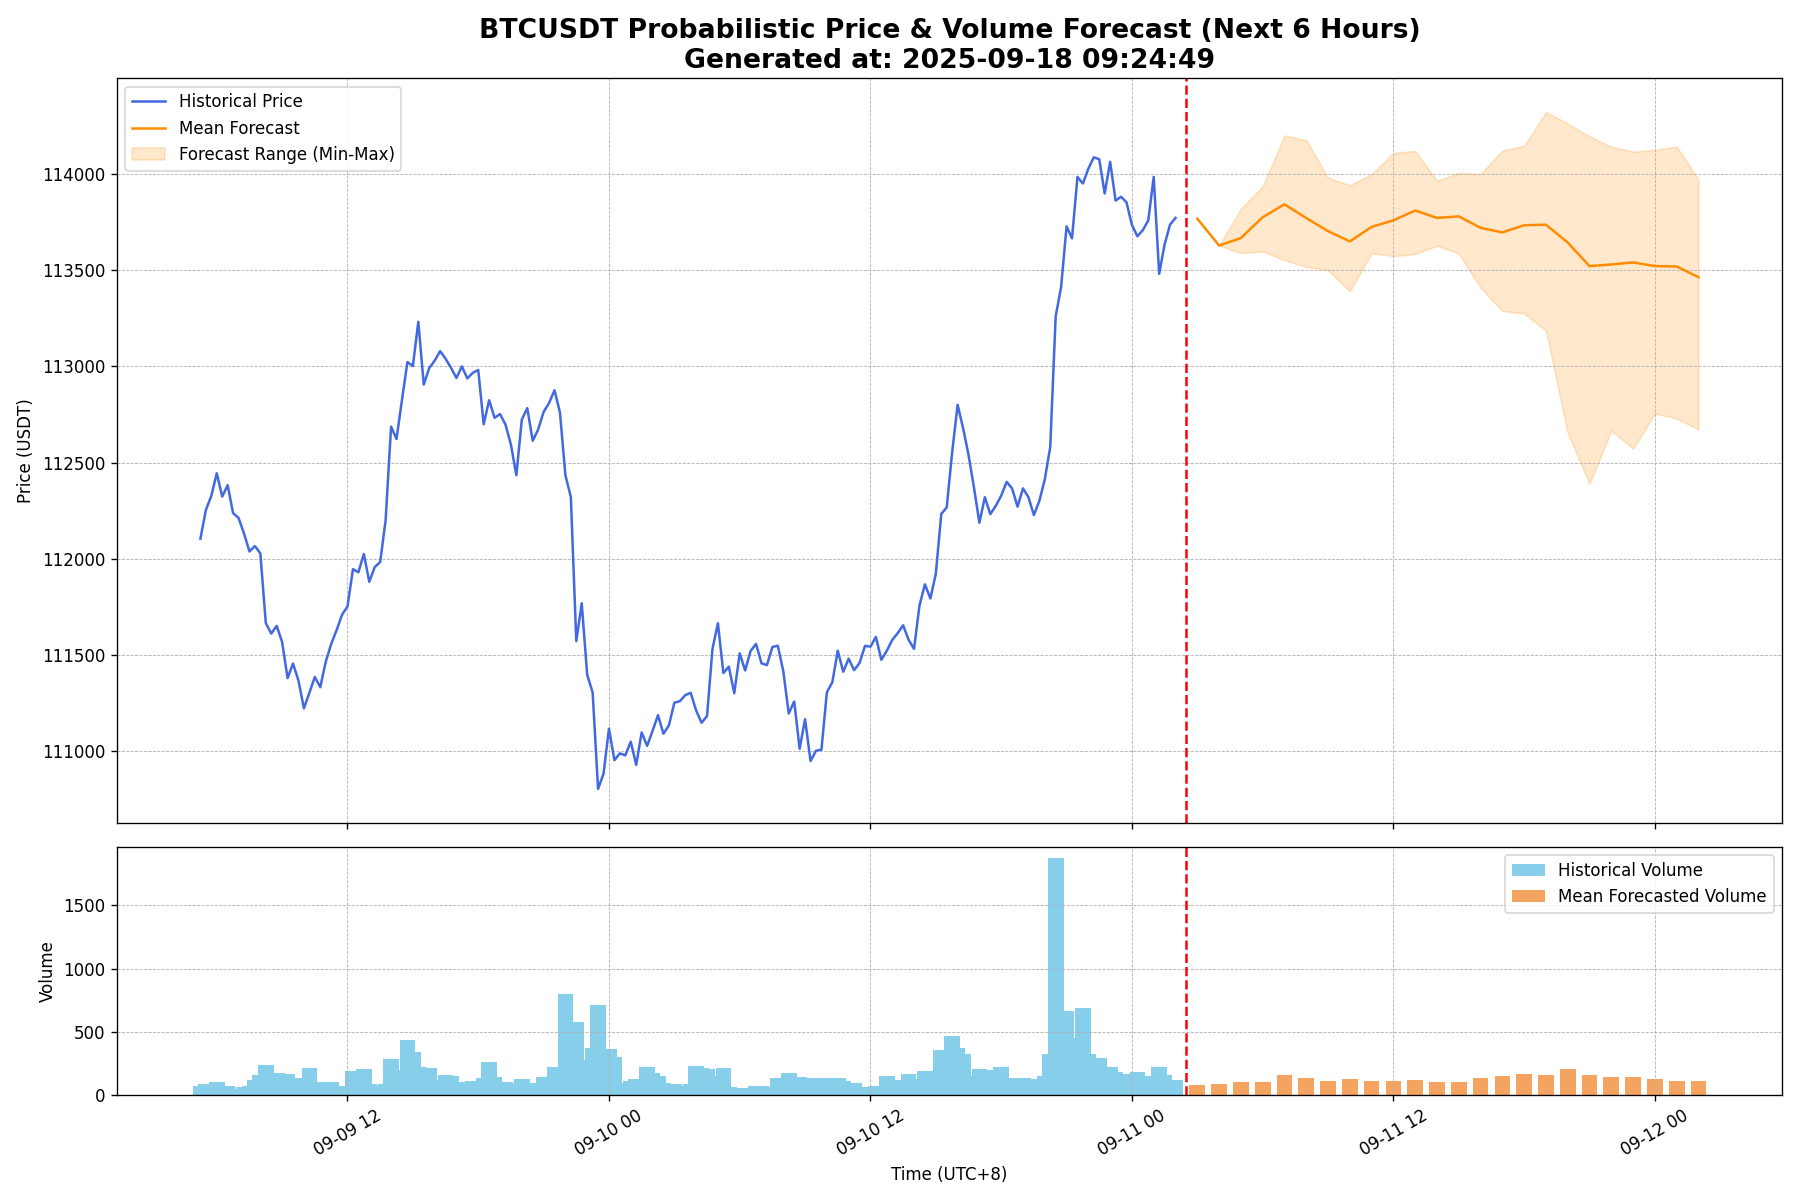 BTCUSDT Probabilistic Price & Volume Forecast (Next 6 Hours)
Generated at: 2025-09-18 09:24:49
Historical Price
Mean Forecast
Forecast Range (Min-Max)
Price (USDT)
114000
113500
113000
112500
112000
111500
111000
Historical Volume
Mean Forecasted Volume
Volume
1500
1000
500
0
09-09 12
09-10 00
09-10 12
09-11 00
09-11 12
09-12 00
Time (UTC+8)